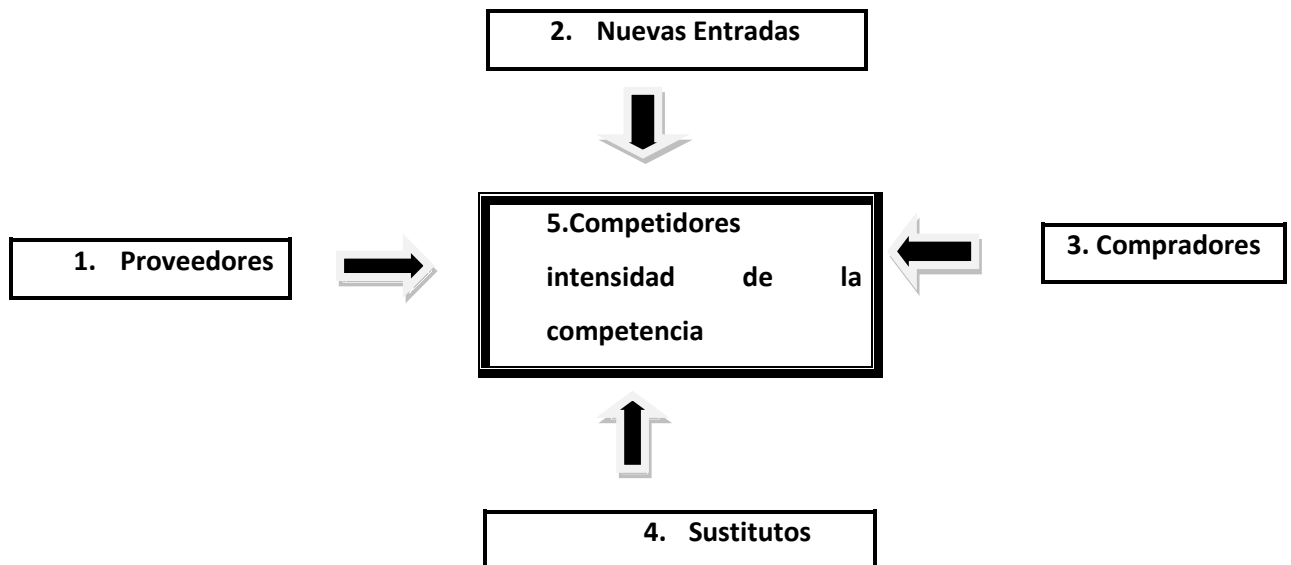 2. Nuevas Entradas
5.Competidores
intensidad de la
competencia
1. Proveedores
3. Compradores
4. Sustitutos